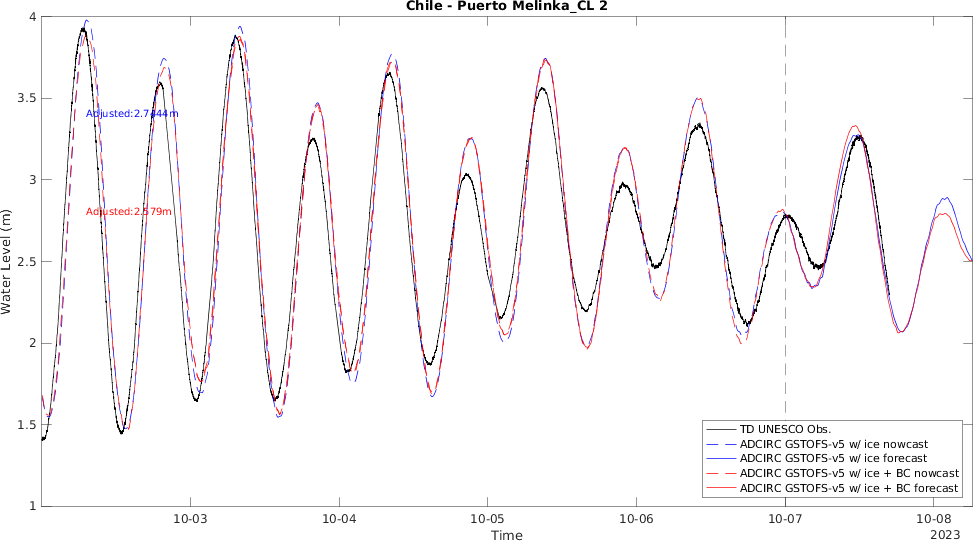 Chile - Puerto Melinka_CL 2
4
3.5
3
2.5
2
1.5
1
Water Level (m)
Adjusted:2.7444m
Adjusted:2.579m
TD UNESCO Obs.
ADCIRC GSTOFS-v5 w/ ice nowcast
ADCIRC GSTOFS-v5 w/ ice forecast
ADCIRC GSTOFS-v5 w/ ice + BC nowcast
ADCIRC GSTOFS-v5 w/ ice + BC forecast
10-03 10-04 10-05 10-06 10-07 10-08
Time
2023